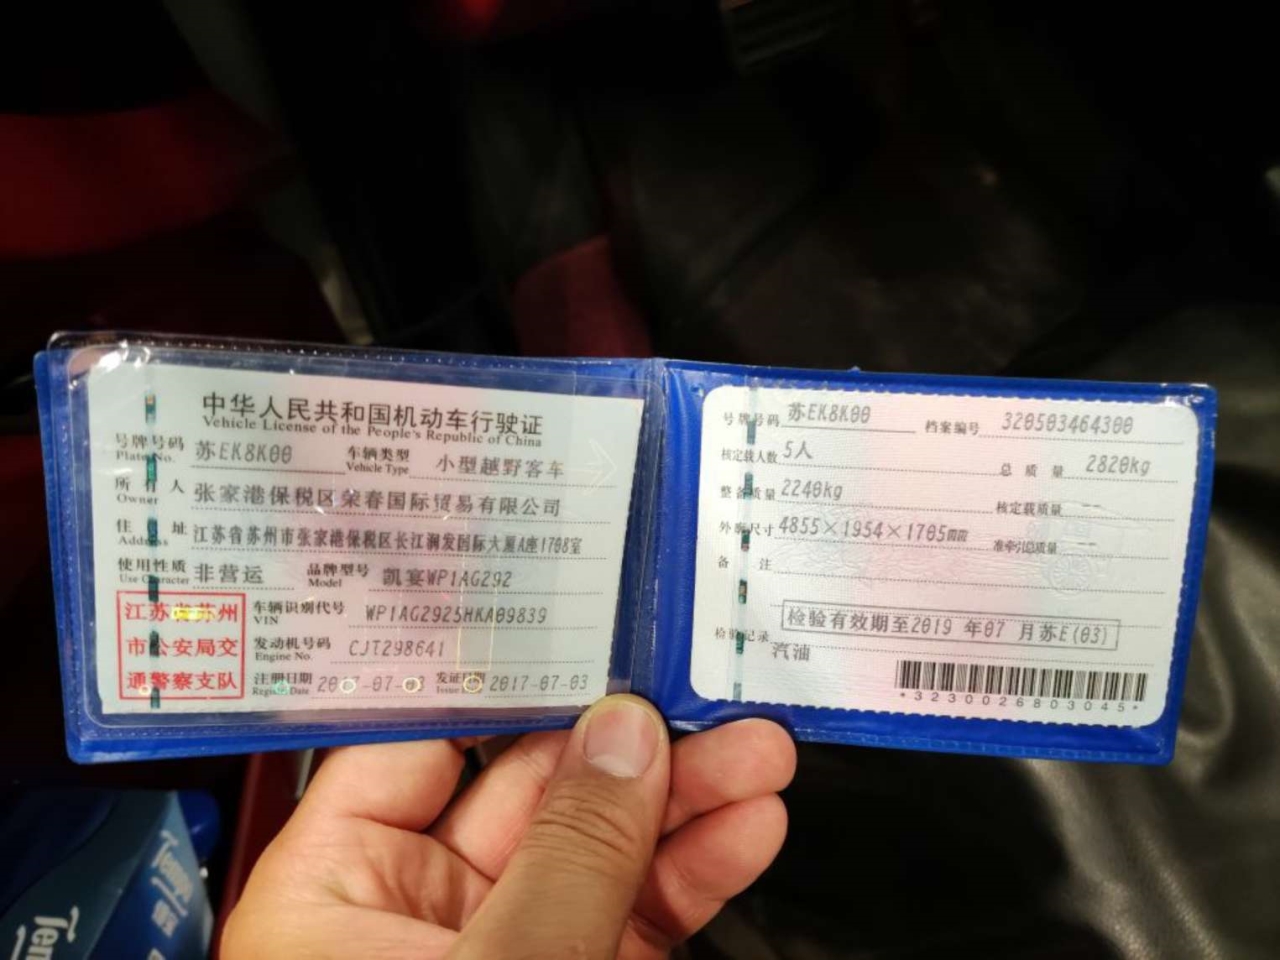 中华人民共和国机动车行驶证
Vehicle License of the People's Republic of China
号牌号码 苏EK8K00 车辆类型 小型越野客车
Plate No. Vehicle Type
所有人 张家港保税区荣春国际贸易有限公司
Owner
住址 江苏省苏州市张家港保税区长江润发国际大厦A座1708室
Address
使用性质 非营运 品牌型号 凯宴WP1AG292
Use Character Model
江苏省苏州
市公安局交
通警察支队
车辆识别代号 WP1AG2925HKA09839
VIN
发动机号码 CJT298641
Engine No.
注册日期 2017-07-03 发证日期 2017-07-03
Register Date Issue Date
号牌号码 苏EK8K00 档案编号 320503464300
核定载人数 5人 总质量 2820kg
整备质量 2240kg 核定载质量 --
外廓尺寸 4855×1954×1705mm 准牵引总质量 --
备注
检验有效期至2019年07月苏E(03)
检验记录
汽油
*3230026803045*
Tempo
Tem